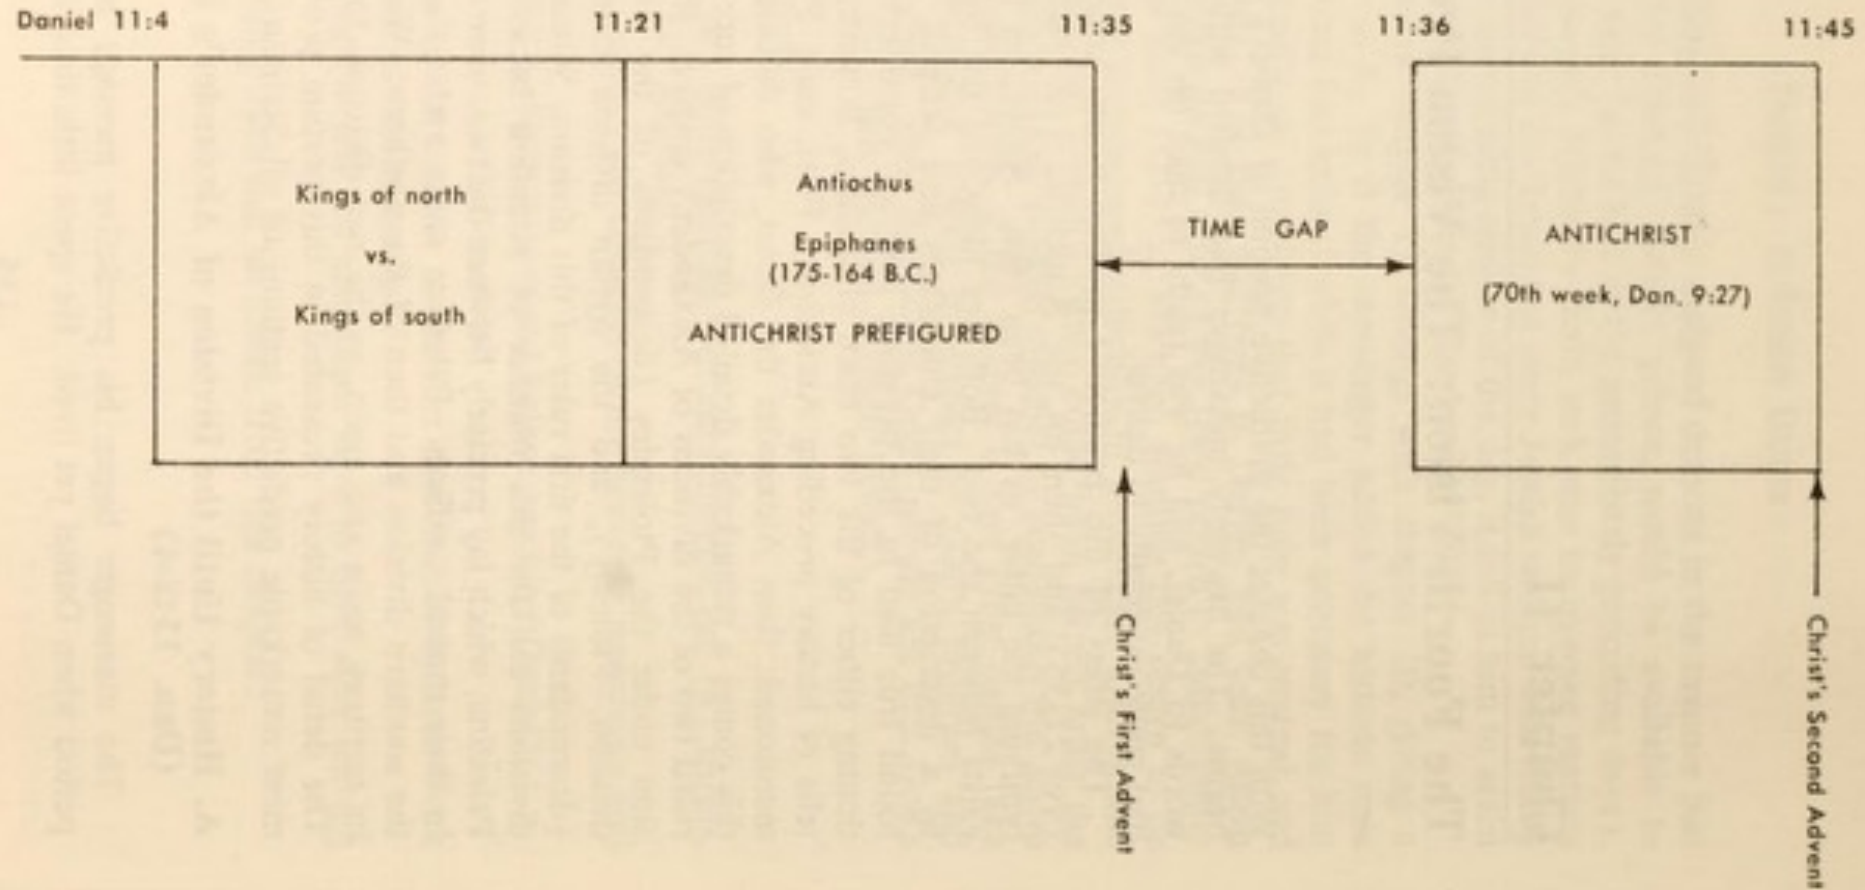 Daniel 11:4 11:21 11:35 11:36 11:45
Kings of north
vs.
Kings of south
Antiochus
Epiphanes
(175-164 B.C.)
ANTICHRIST PREFIGURED
TIME GAP
ANTICHRIST
(70th week, Dan. 9:27)
Christ's First Advent
Christ's Second Advent